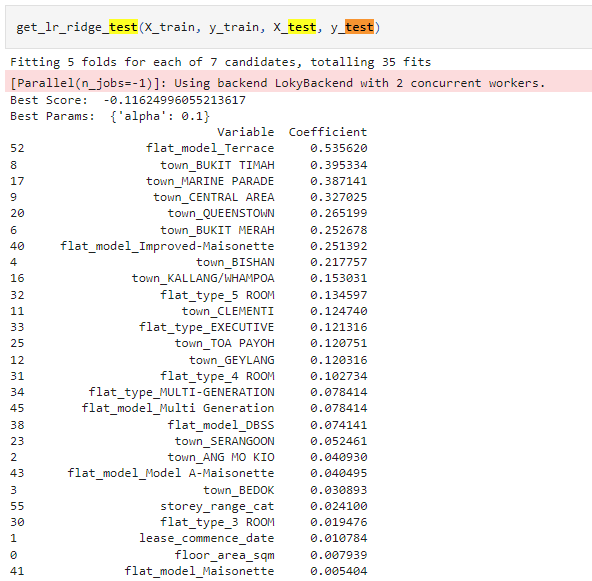 get_lr_ridge_test(X_train, y_train, X_test, y_test)
Fitting 5 folds for each of 7 candidates, totalling 35 fits
[Parallel(n_jobs=-1)]: Using backend LokyBackend with 2 concurrent workers.
Best Score:  -0.11624996055213617
Best Params:  {'alpha': 0.1}
Variable  Coefficient
52 flat_model_Terrace 0.535620
8 town_BUKIT TIMAH 0.395334
17 town_MARINE PARADE 0.387141
9 town_CENTRAL AREA 0.327025
20 town_QUEENSTOWN 0.265199
6 town_BUKIT MERAH 0.252678
40 flat_model_Improved-Maisonette 0.251392
4 town_BISHAN 0.217757
16 town_KALLANG/WHAMPOA 0.153031
32 flat_type_5 ROOM 0.134597
11 town_CLEMENTI 0.124740
33 flat_type_EXECUTIVE 0.121316
25 town_TOA PAYOH 0.120751
12 town_GEYLANG 0.120316
31 flat_type_4 ROOM 0.102734
34 flat_type_MULTI-GENERATION 0.078414
45 flat_model_Multi Generation 0.078414
38 flat_model_DBSS 0.074141
23 town_SERANGOON 0.052461
2 town_ANG MO KIO 0.040930
43 flat_model_Model A-Maisonette 0.040495
3 town_BEDOK 0.030893
55 storey_range_cat 0.024100
30 flat_type_3 ROOM 0.019476
1 lease_commence_date 0.010784
0 floor_area_sqm 0.007939
41 flat_model_Maisonette 0.005404